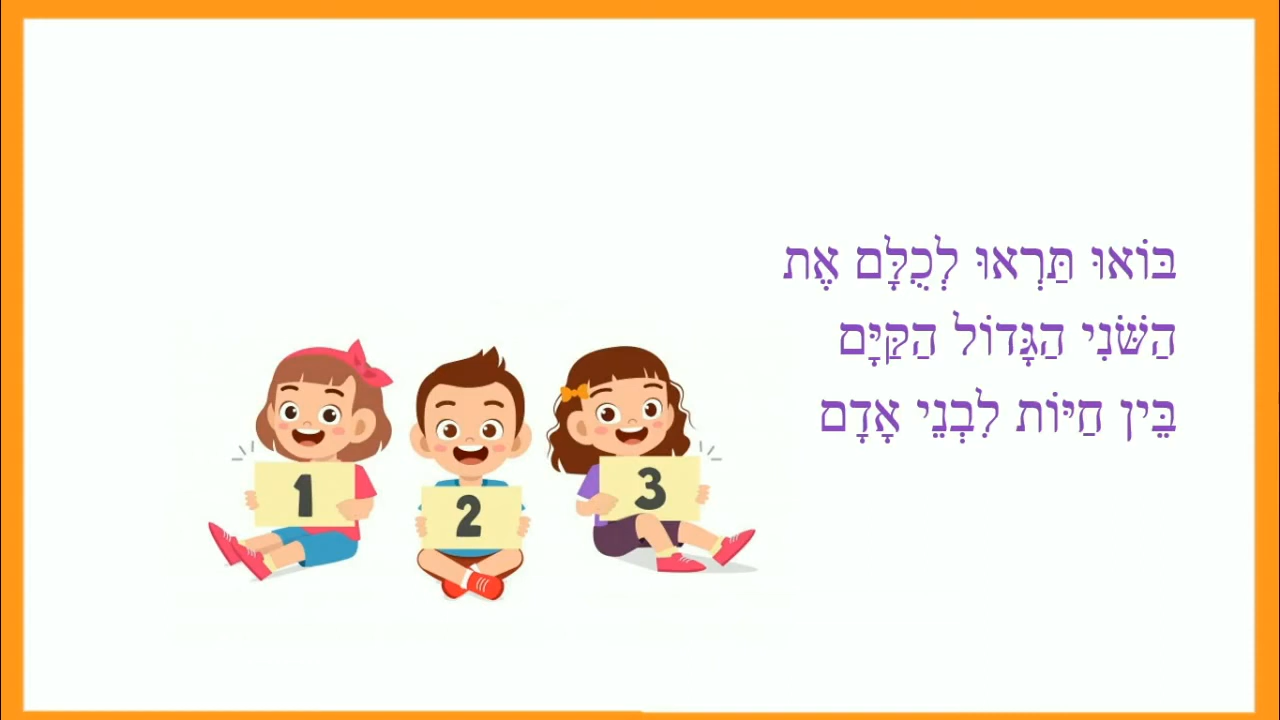 בּוֹאוּ תַּרְאוּ לְכֻלָּם אֶת
הַשֹּׁנִי הַגָּדוֹל הַקַּיָּם
בֵּין חַיּוֹת לִבְנֵי אָדָם
1 2 3